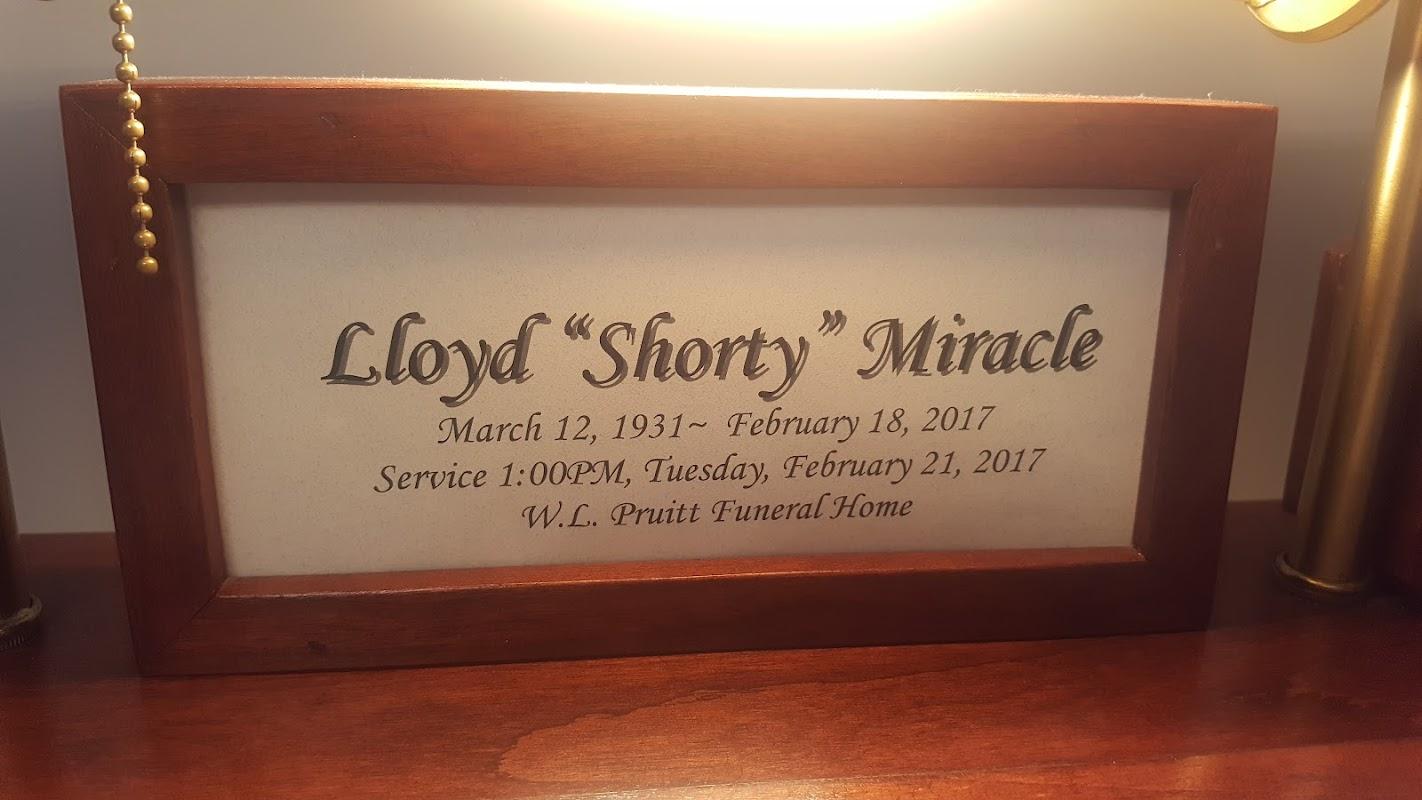 Lloyd “Shorty” Miracle
March 12, 1931~ February 18, 2017
Service 1:00PM, Tuesday, February 21, 2017
W.L. Pruitt Funeral Home